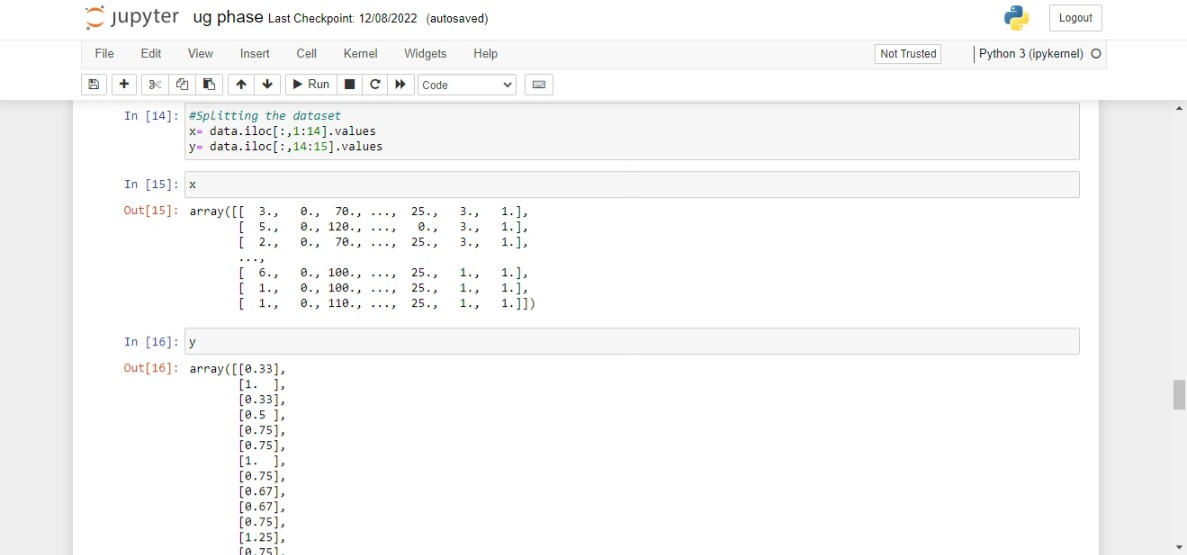 jupyter ug phase Last Checkpoint: 12/08/2022 (autosaved)
Logout
File Edit View Insert Cell Kernel Widgets Help
Not Trusted
Python 3 (ipykernel)
Run
Code
In [14]: #Splitting the dataset
x= data.iloc[:,1:14].values
y= data.iloc[:,14:15].values
In [15]: x
Out[15]: array([[ 3., 0., 70., ..., 25., 3., 1.],
[ 5., 0., 120., ..., 0., 3., 1.],
[ 2., 0., 70., ..., 25., 3., 1.],
...,
[ 6., 0., 100., ..., 25., 1., 1.],
[ 1., 0., 100., ..., 25., 1., 1.],
[ 1., 0., 110., ..., 25., 1., 1.]])
In [16]: y
Out[16]: array([[0.33],
[1. ],
[0.33],
[0.5 ],
[0.75],
[0.75],
[1. ],
[0.75],
[0.67],
[0.67],
[0.75],
[1.25],
[0.75],